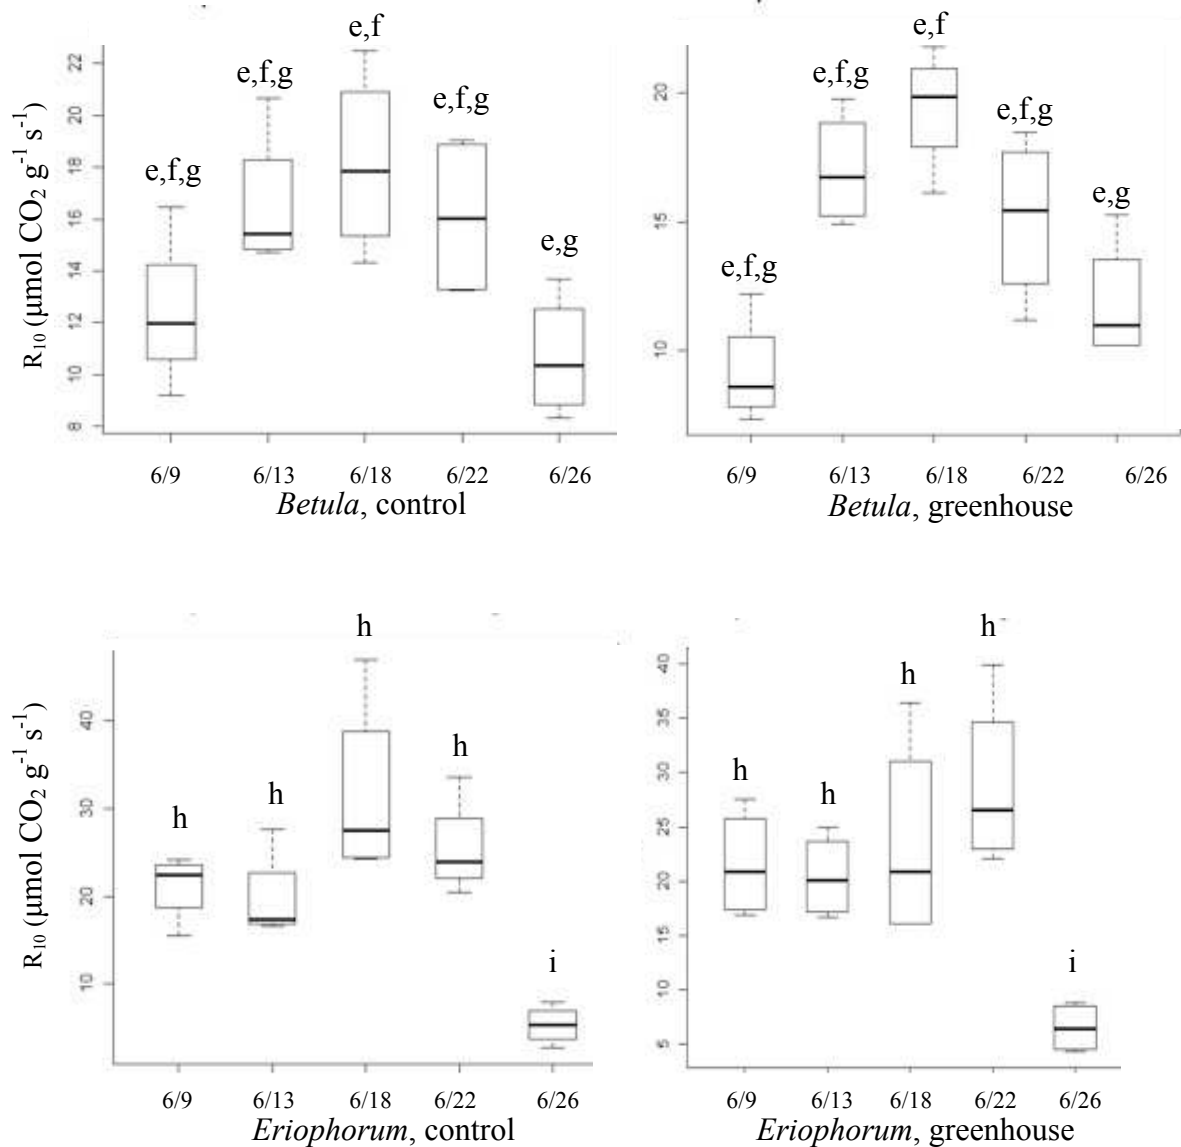 e,f
e,f,g
e,f,g
e,f,g
e,g
R₁₀ (µmol CO₂ g⁻¹ s⁻¹)
22
20
18
16
14
12
10
8
6/9 6/13 6/18 6/22 6/26
Betula, control
e,f
e,f,g
e,f,g
e,g
e,f,g
20
15
10
6/9 6/13 6/18 6/22 6/26
Betula, greenhouse
h
h
h
h
i
R₁₀ (µmol CO₂ g⁻¹ s⁻¹)
40
30
20
10
6/9 6/13 6/18 6/22 6/26
Eriophorum, control
h
h
h
h
i
40
35
30
25
20
15
10
5
6/9 6/13 6/18 6/22 6/26
Eriophorum, greenhouse